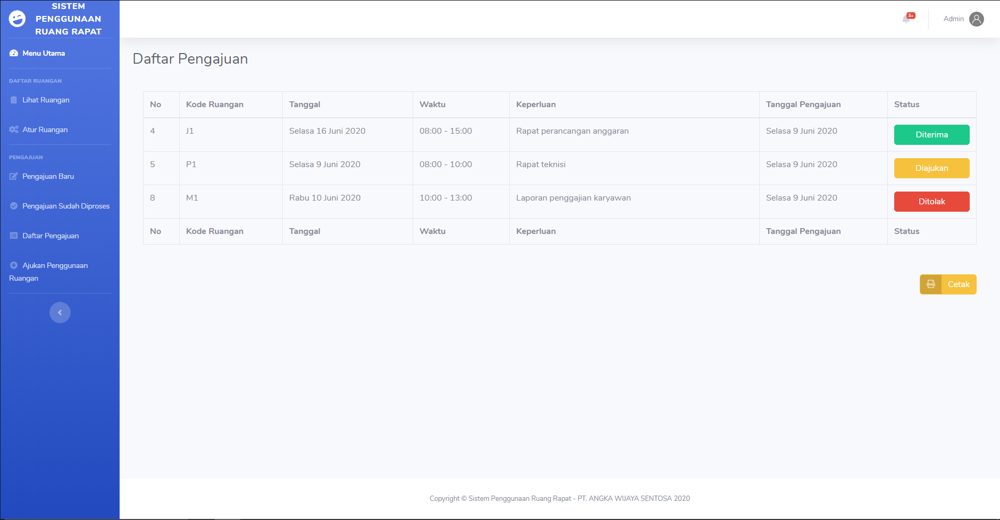 SISTEM
PENGGUNAAN
RUANG RAPAT
3+
Admin
Menu Utama
DAFTAR RUANGAN
Lihat Ruangan
Atur Ruangan
PENGAJUAN
Pengajuan Baru
Pengajuan Sudah Diproses
Daftar Pengajuan
Ajukan Penggunaan
Ruangan
Daftar Pengajuan
No Kode Ruangan Tanggal Waktu Keperluan Tanggal Pengajuan Status
4 J1 Selasa 16 Juni 2020 08:00 - 15:00 Rapat perancangan anggaran Selasa 9 Juni 2020 Diterima
5 P1 Selasa 9 Juni 2020 08:00 - 10:00 Rapat teknisi Selasa 9 Juni 2020 Diajukan
8 M1 Rabu 10 Juni 2020 10:00 - 13:00 Laporan penggajian karyawan Selasa 9 Juni 2020 Ditolak
No Kode Ruangan Tanggal Waktu Keperluan Tanggal Pengajuan Status
Cetak
Copyright © Sistem Penggunaan Ruang Rapat - PT. ANGKA WIJAYA SENTOSA 2020